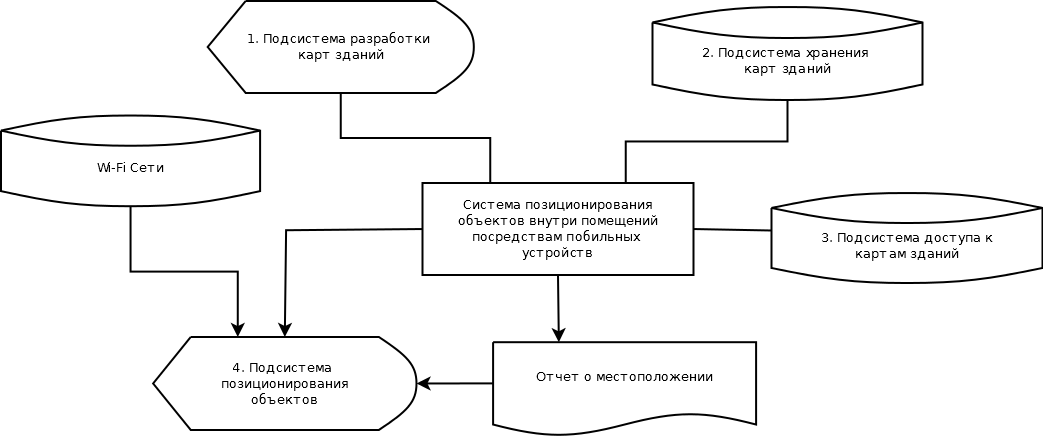 1. Подсистема разработки
карт зданий
2. Подсистема хранения
карт зданий
Wi-Fi Сети
Система позиционирования
объектов внутри помещений
посредствам побильных
устройств
3. Подсистема доступа к
картам зданий
4. Подсистема
позиционирования
объектов
Отчет о местоположении